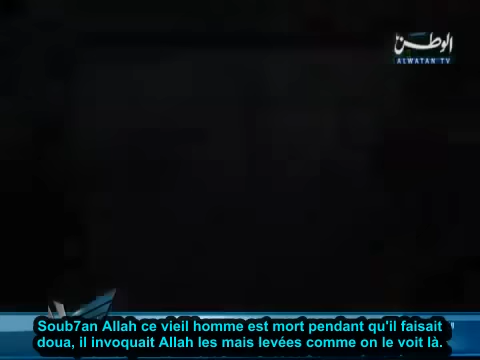 الوطن
ALWATAN TV
Soub7an Allah ce vieil homme est mort pendant qu'il faisait
doua, il invoquait Allah les mais levées comme on le voit là.